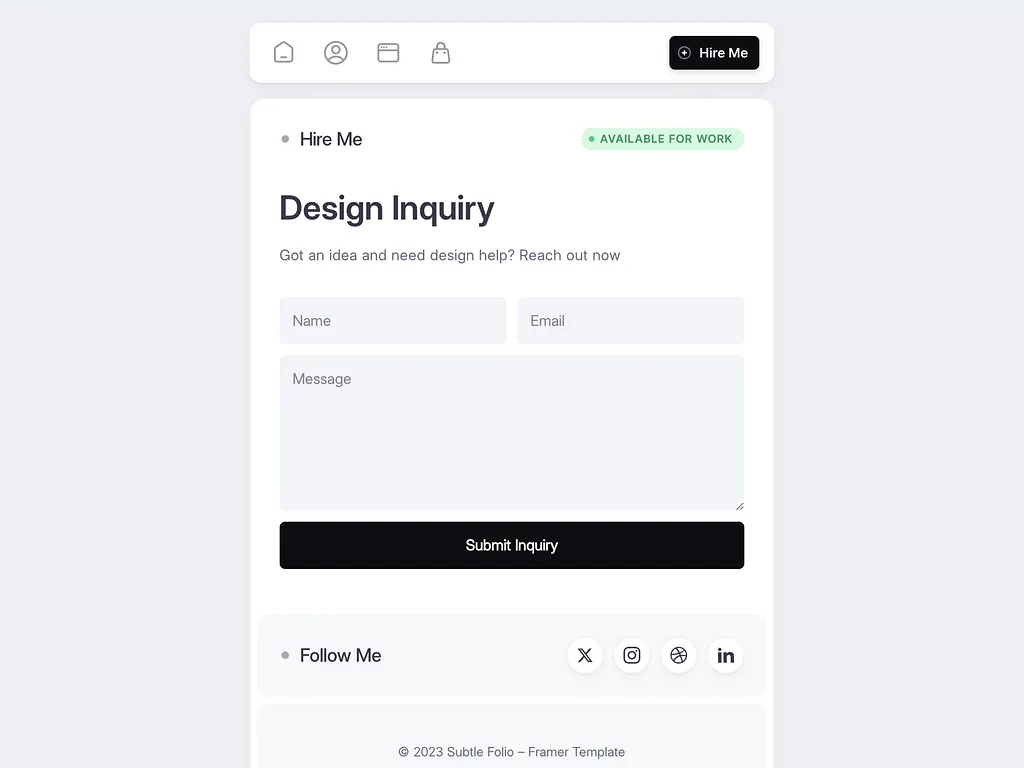 Hire Me
Hire Me
AVAILABLE FOR WORK
Design Inquiry
Got an idea and need design help? Reach out now
Name
Email
Message
Submit Inquiry
Follow Me
© 2023 Subtle Folio – Framer Template